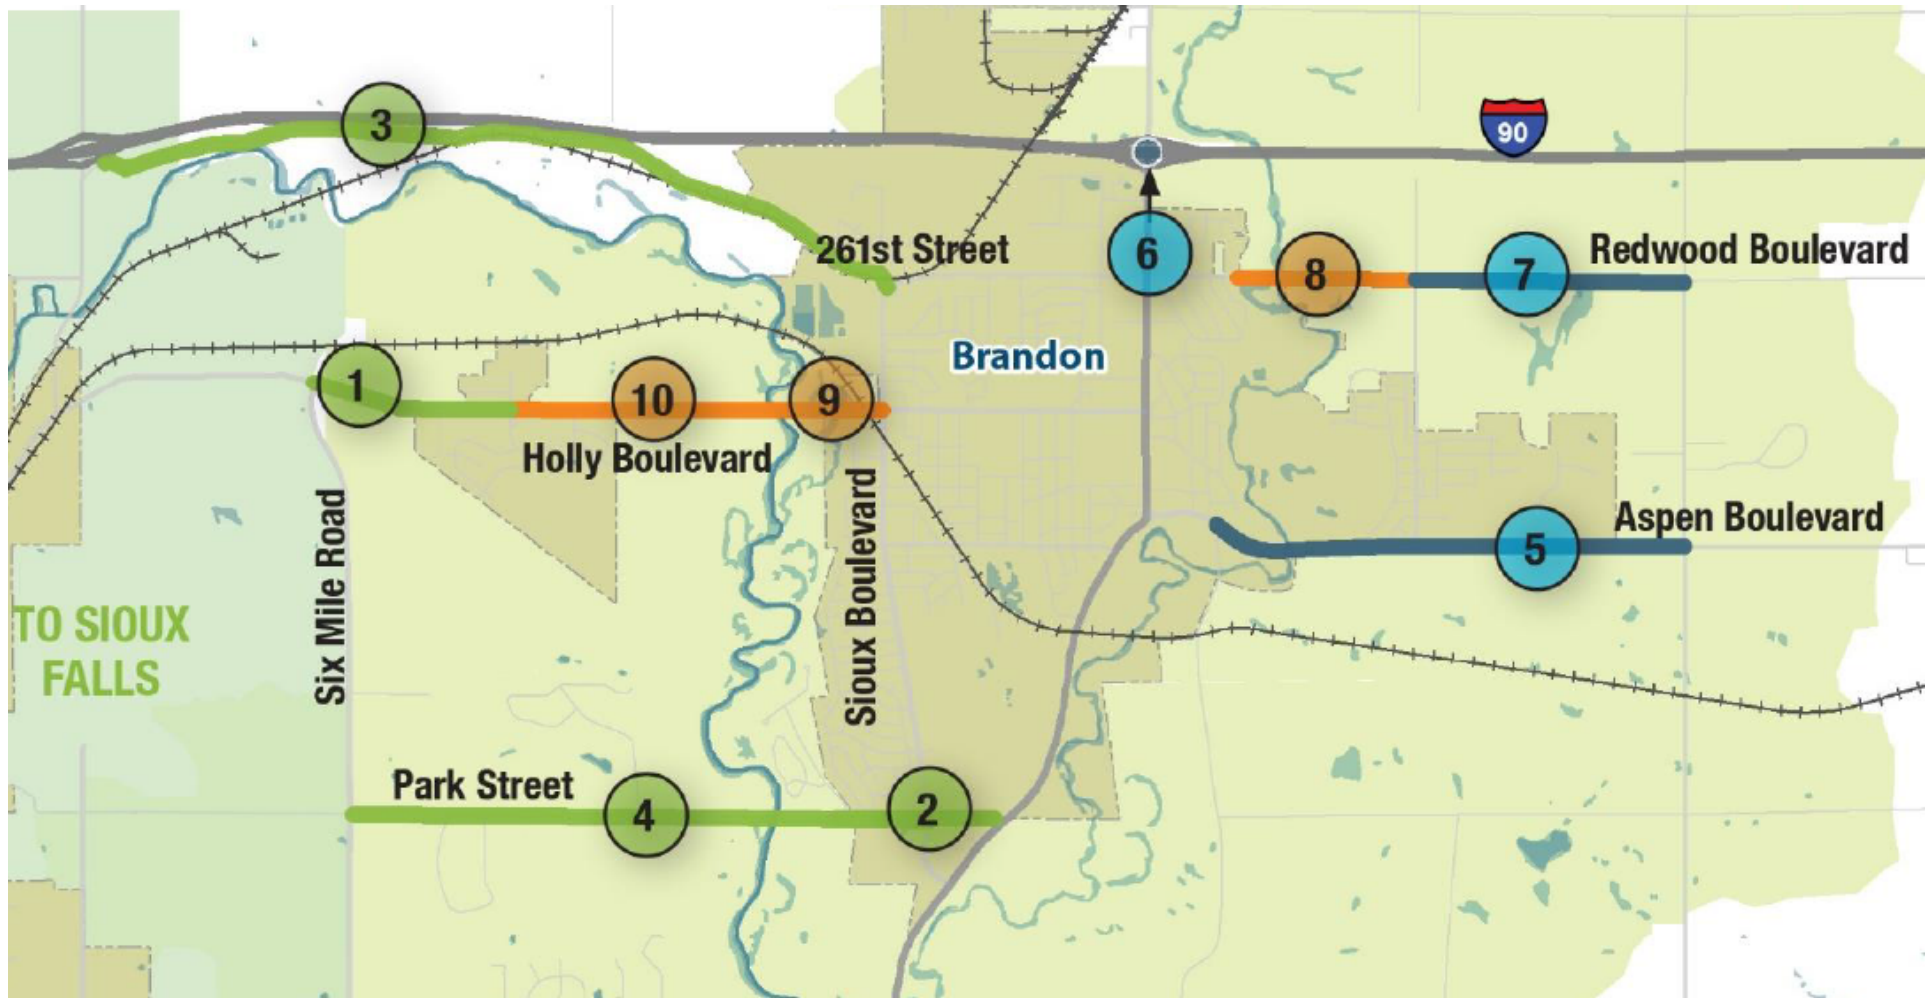 3
90
261st Street
6
8
7
Redwood Boulevard
Brandon
1
10
9
Holly Boulevard
Six Mile Road
Sioux Boulevard
Aspen Boulevard
5
TO SIOUX
FALLS
Park Street
4
2